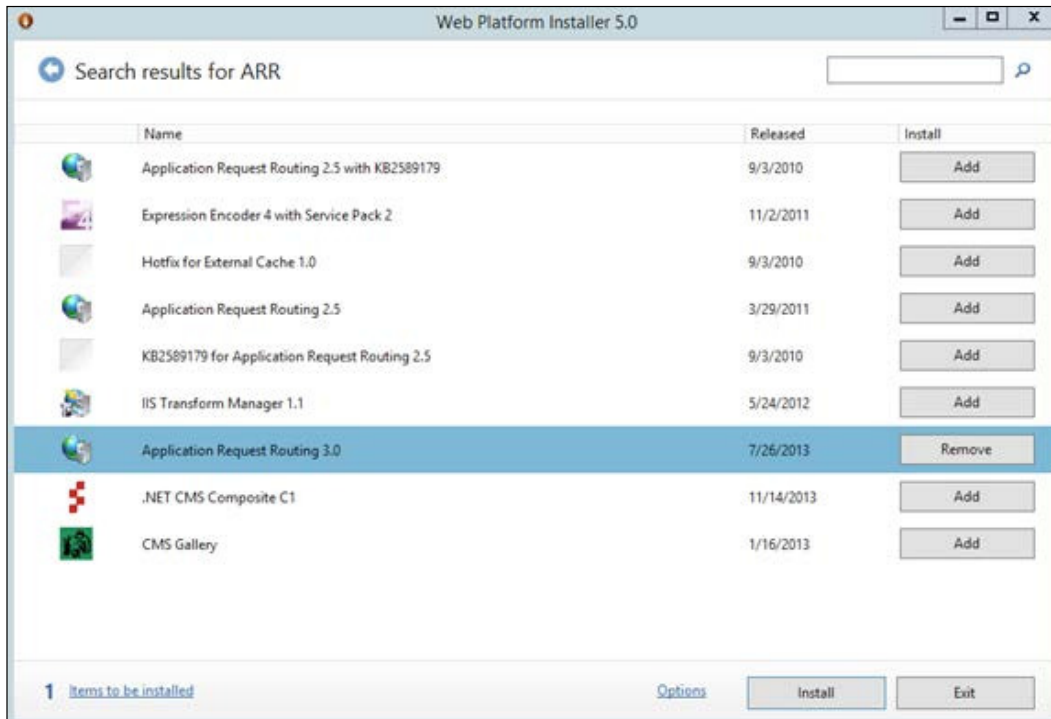 Web Platform Installer 5.0
Search results for ARR
Name Released Install
Application Request Routing 2.5 with KB2589179 9/3/2010 Add
Expression Encoder 4 with Service Pack 2 11/2/2011 Add
Hotfix for External Cache 1.0 9/3/2010 Add
Application Request Routing 2.5 3/29/2011 Add
KB2589179 for Application Request Routing 2.5 9/3/2010 Add
IIS Transform Manager 1.1 5/24/2012 Add
Application Request Routing 3.0 7/26/2013 Remove
.NET CMS Composite C1 11/14/2013 Add
CMS Gallery 1/16/2013 Add
1 Items to be installed Options Install Exit